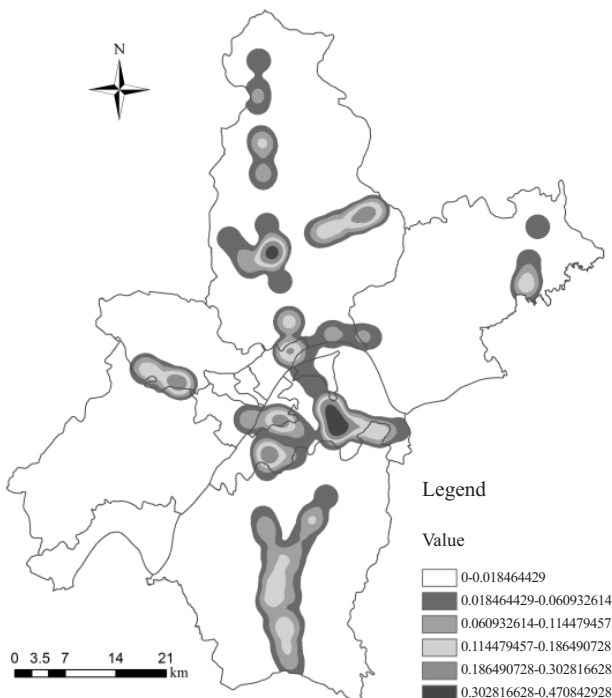 N
Legend
Value
0-0.018464429
0.018464429-0.060932614
0.060932614-0.114479457
0.114479457-0.186490728
0.186490728-0.302816628
0.302816628-0.470842928
0 3.5 7 14 21
km